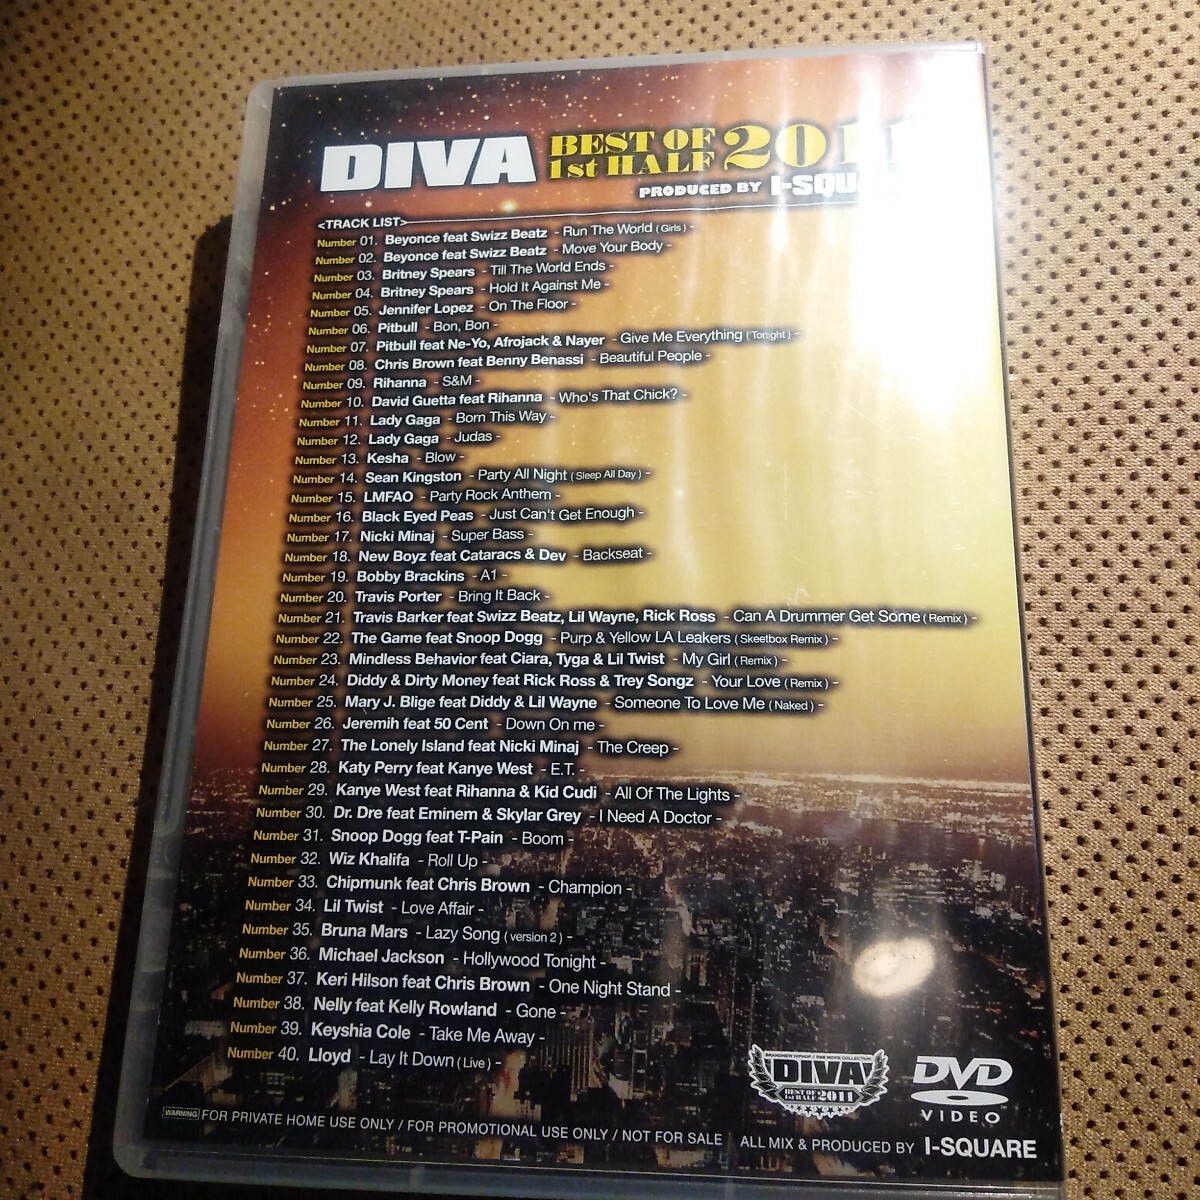 DIVA BEST OF 1st HALF 2011
PRODUCED BY I-SQUA
<TRACK LIST>
Number 01. Beyonce feat Swizz Beatz - Run The World ( Girls ) -
Number 02. Beyonce feat Swizz Beatz - Move Your Body -
Number 03. Britney Spears - Till The World Ends -
Number 04. Britney Spears - Hold It Against Me -
Number 05. Jennifer Lopez - On The Floor -
Number 06. Pitbull - Bon, Bon -
Number 07. Pitbull feat Ne-Yo, Afrojack & Nayer - Give Me Everything ( Tonight ) -
Number 08. Chris Brown feat Benny Benassi - Beautiful People -
Number 09. Rihanna - S&M -
Number 10. David Guetta feat Rihanna - Who's That Chick? -
Number 11. Lady Gaga - Born This Way -
Number 12. Lady Gaga - Judas -
Number 13. Kesha - Blow -
Number 14. Sean Kingston - Party All Night ( Sleep All Day ) -
Number 15. LMFAO - Party Rock Anthem -
Number 16. Black Eyed Peas - Just Can't Get Enough -
Number 17. Nicki Minaj - Super Bass -
Number 18. New Boyz feat Cataracs & Dev - Backseat -
Number 19. Bobby Brackins - A1 -
Number 20. Travis Porter - Bring It Back -
Number 21. Travis Barker feat Swizz Beatz, Lil Wayne, Rick Ross - Can A Drummer Get Some ( Remix ) -
Number 22. The Game feat Snoop Dogg - Purp & Yellow LA Leakers ( Skeetbox Remix ) -
Number 23. Mindless Behavior feat Ciara, Tyga & Lil Twist - My Girl ( Remix ) -
Number 24. Diddy & Dirty Money feat Rick Ross & Trey Songz - Your Love ( Remix ) -
Number 25. Mary J. Blige feat Diddy & Lil Wayne - Someone To Love Me ( Naked ) -
Number 26. Jeremih feat 50 Cent - Down On me -
Number 27. The Lonely Island feat Nicki Minaj - The Creep -
Number 28. Katy Perry feat Kanye West - E.T. -
Number 29. Kanye West feat Rihanna & Kid Cudi - All Of The Lights -
Number 30. Dr. Dre feat Eminem & Skylar Grey - I Need A Doctor -
Number 31. Snoop Dogg feat T-Pain - Boom -
Number 32. Wiz Khalifa - Roll Up -
Number 33. Chipmunk feat Chris Brown - Champion -
Number 34. Lil Twist - Love Affair -
Number 35. Bruna Mars - Lazy Song ( version 2 ) -
Number 36. Michael Jackson - Hollywood Tonight -
Number 37. Keri Hilson feat Chris Brown - One Night Stand -
Number 38. Nelly feat Kelly Rowland - Gone -
Number 39. Keyshia Cole - Take Me Away -
Number 40. Lloyd - Lay It Down ( Live ) -
BRANDNEW HIPHOP / R&B MOVIE COLLECTION
DIVA
BEST OF
1st HALF 2011
DVD
VIDEO
WARNING FOR PRIVATE HOME USE ONLY / FOR PROMOTIONAL USE ONLY / NOT FOR SALE ALL MIX & PRODUCED BY I-SQUARE